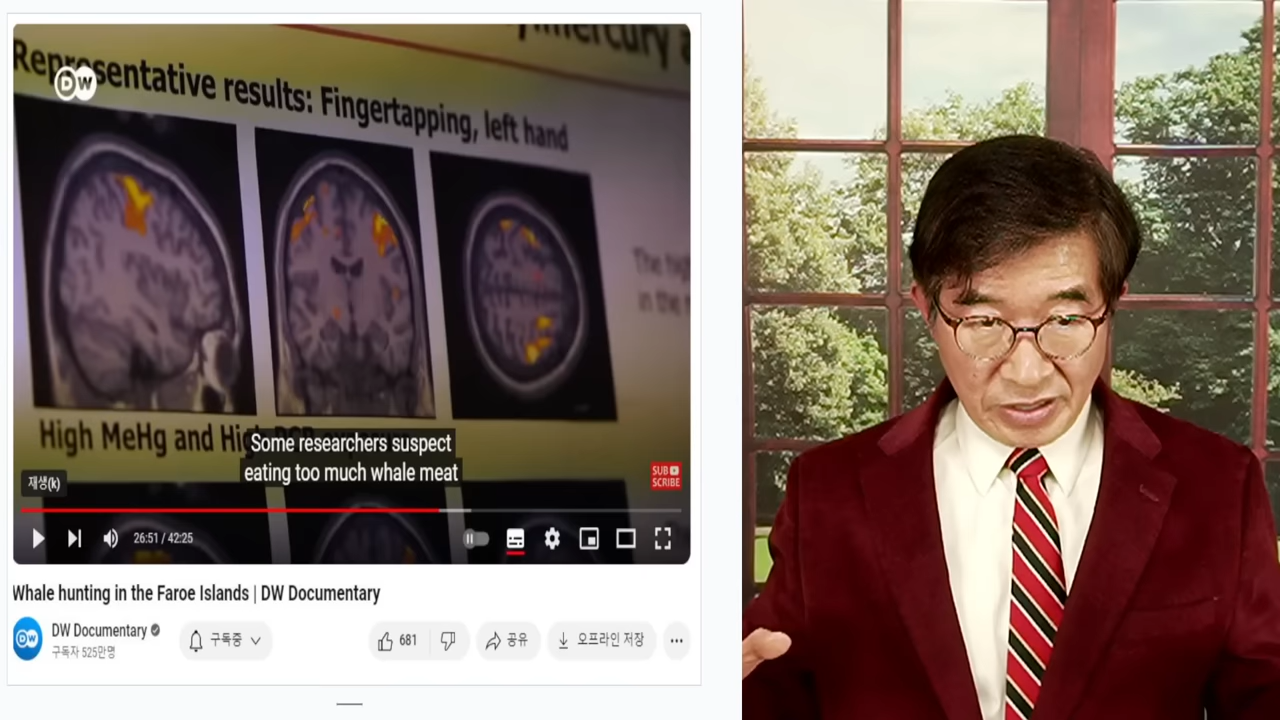 DW
Representative results: Fingertapping, left hand
High MeHg and
Some researchers suspect
eating too much whale meat
SUB
SCRIBE
재생(k)
26:51 / 42:25
Whale hunting in the Faroe Islands | DW Documentary
DW
DW Documentary
구독자 525만명
구독중
681
공유
오프라인 저장